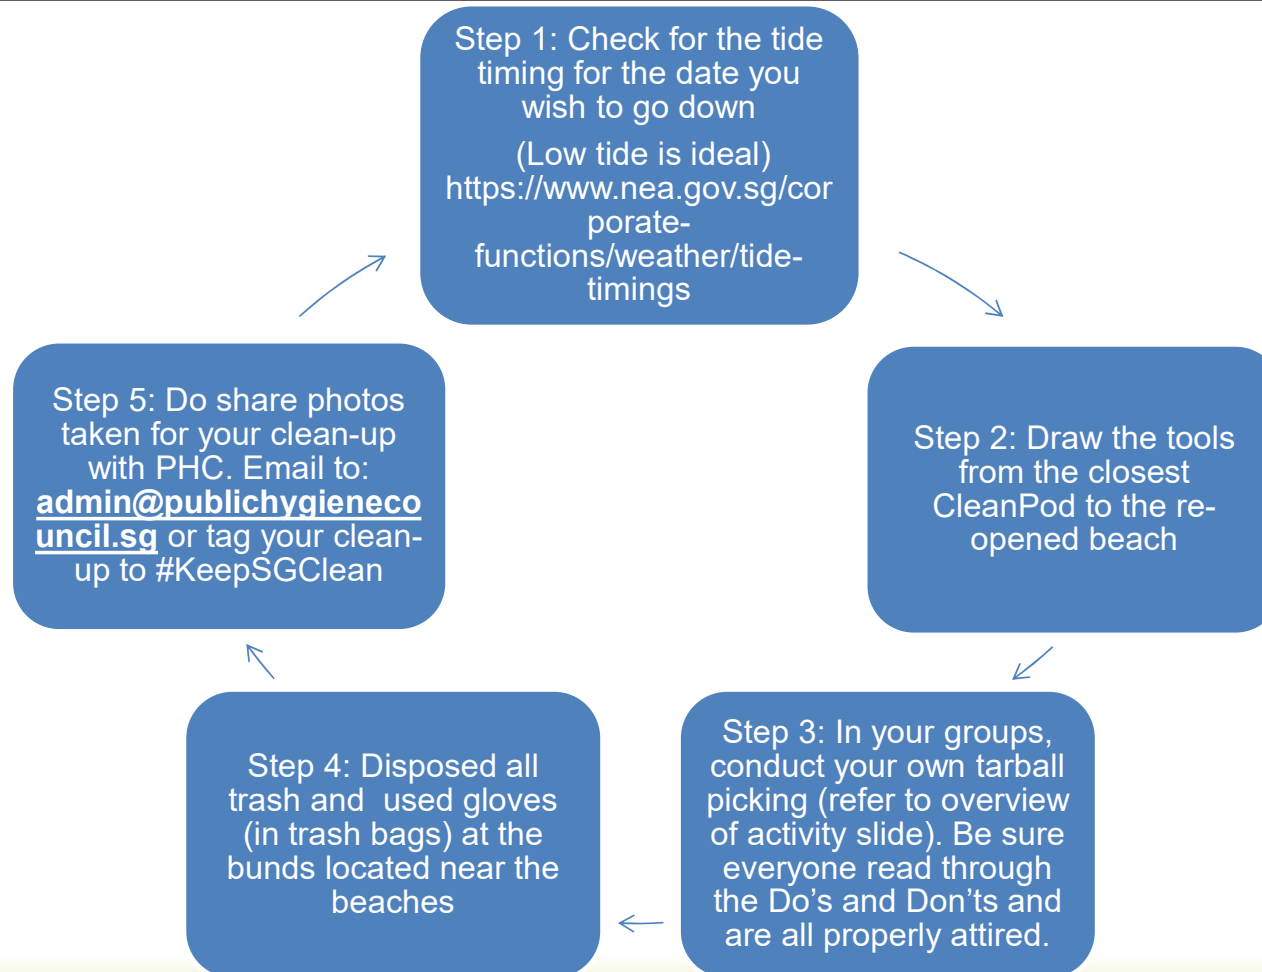 Step 1: Check for the tide
timing for the date you
wish to go down
(Low tide is ideal)
https://www.nea.gov.sg/cor
porate-
functions/weather/tide-
timings
Step 2: Draw the tools
from the closest
CleanPod to the re-
opened beach
Step 3: In your groups,
conduct your own tarball
picking (refer to overview
of activity slide). Be sure
everyone read through
the Do’s and Don’ts and
are all properly attired.
Step 4: Disposed all
trash and  used gloves
(in trash bags) at the
bunds located near the
beaches
Step 5: Do share photos
taken for your clean-up
with PHC. Email to:
admin@publichygieneco
uncil.sg or tag your clean-
up to #KeepSGClean